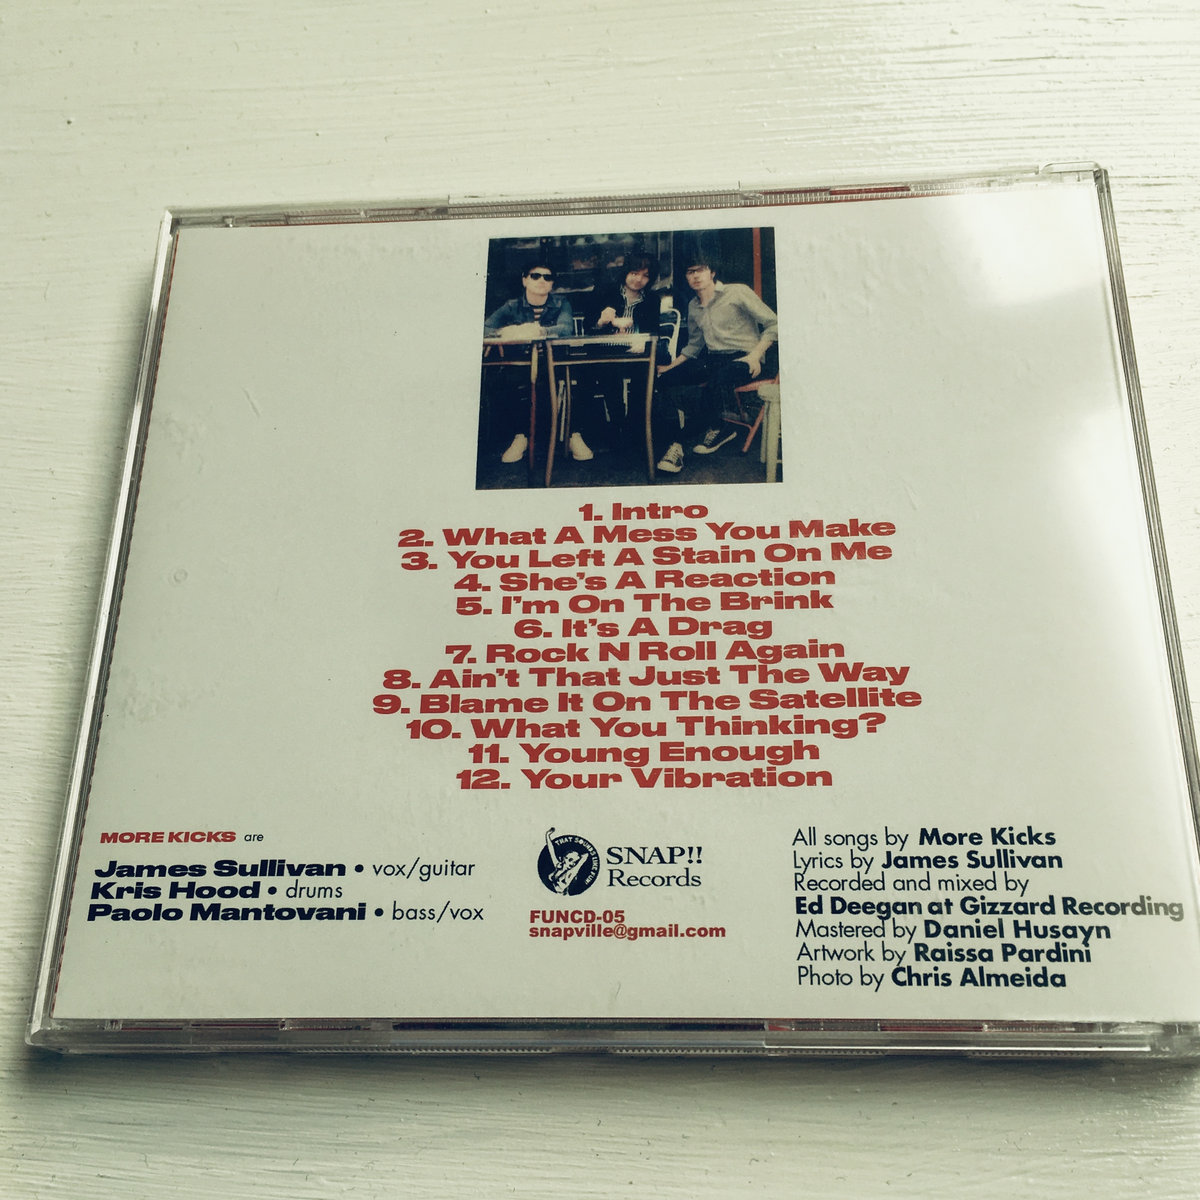 1. Intro
2. What A Mess You Make
3. You Left A Stain On Me
4. She's A Reaction
5. I'm On The Brink
6. It's A Drag
7. Rock N Roll Again
8. Ain't That Just The Way
9. Blame It On The Satellite
10. What You Thinking?
11. Young Enough
12. Your Vibration
MORE KICKS are
James Sullivan • vox/guitar
Kris Hood • drums
Paolo Mantovani • bass/vox
THAT SOUNDS LIKE FUN!
SNAP!!
Records
FUNCD-05
snapville@gmail.com
All songs by More Kicks
Lyrics by James Sullivan
Recorded and mixed by
Ed Deegan at Gizzard Recording
Mastered by Daniel Husayn
Artwork by Raissa Pardini
Photo by Chris Almeida